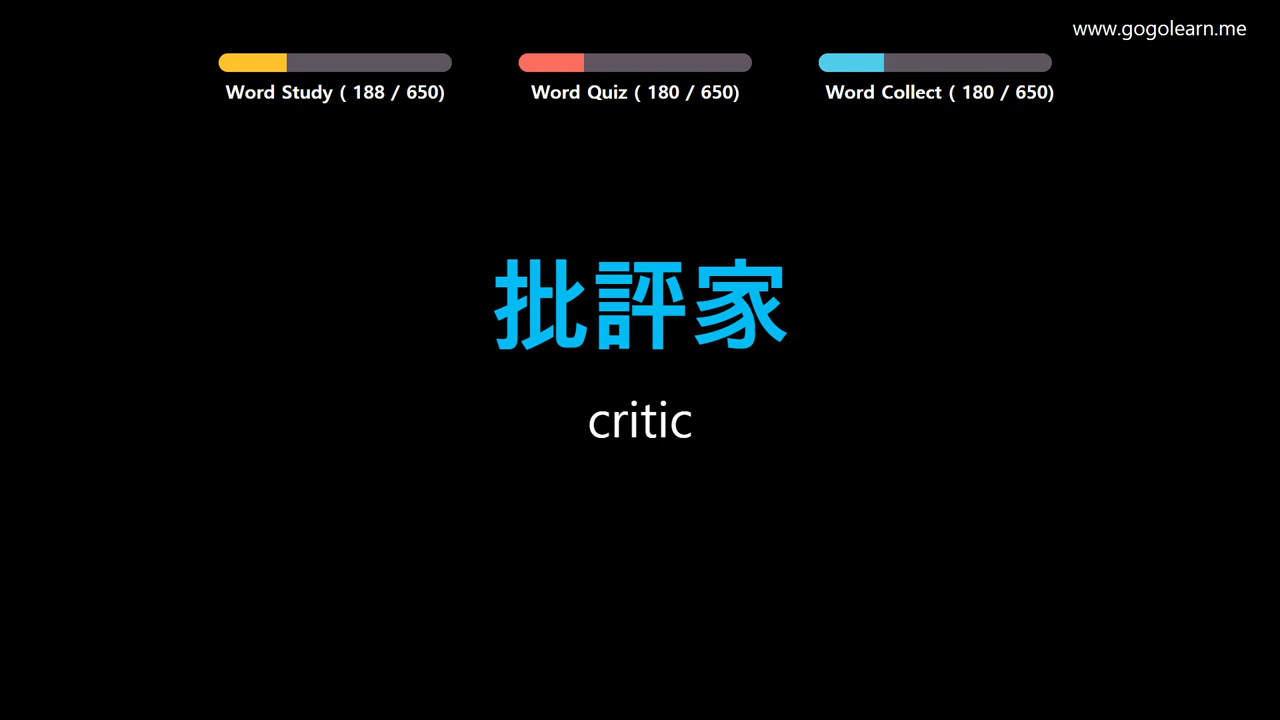 www.gogolearn.me
Word Study ( 188 / 650)
Word Quiz ( 180 / 650)
Word Collect ( 180 / 650)
批評家
critic